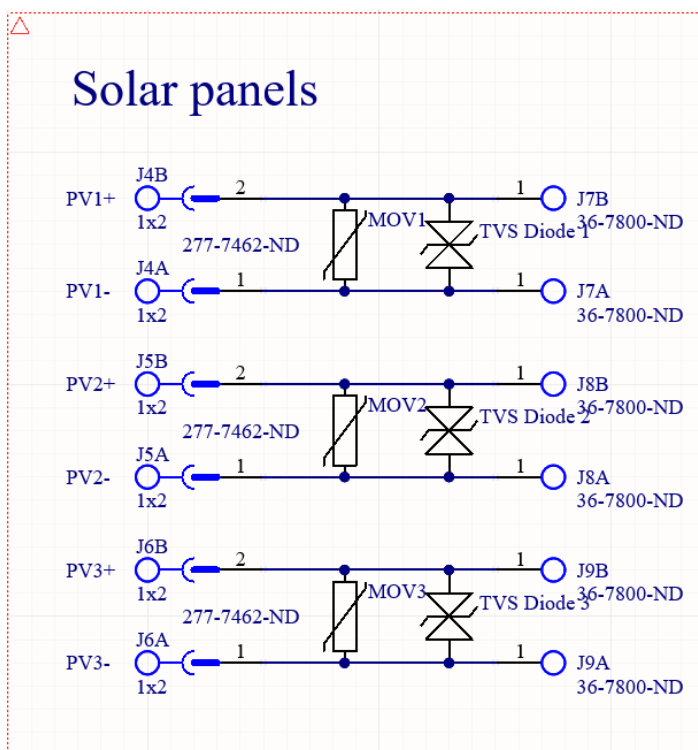 Solar panels
J4B
PV1+ 2 1 J7B
1x2 MOV1 TVS Diode 1 36-7800-ND
277-7462-ND
J4A
PV1- 1 1 J7A
1x2 36-7800-ND
J5B
PV2+ 2 1 J8B
1x2 MOV2 TVS Diode 2 36-7800-ND
277-7462-ND
J5A
PV2- 1 1 J8A
1x2 36-7800-ND
J6B
PV3+ 2 1 J9B
1x2 MOV3 TVS Diode 3 36-7800-ND
277-7462-ND
J6A
PV3- 1 1 J9A
1x2 36-7800-ND